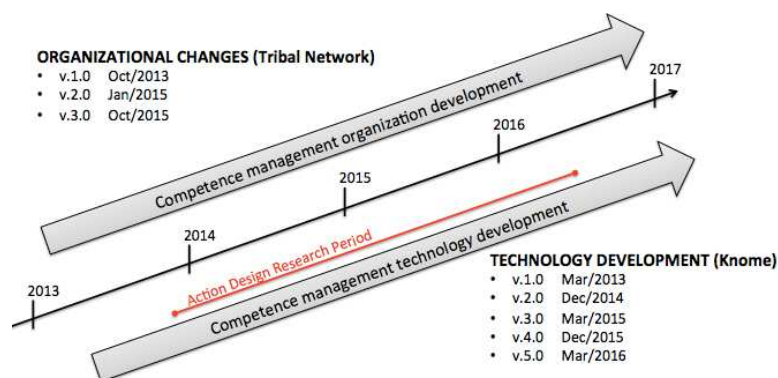 ORGANIZATIONAL CHANGES (Tribal Network)
• v.1.0 Oct/2013
• v.2.0 Jan/2015
• v.3.0 Oct/2015
Competence management organization development
2013
2014
2015
2016
2017
Action Design Research Period
Competence management technology development
TECHNOLOGY DEVELOPMENT (Knome)
• v.1.0 Mar/2013
• v.2.0 Dec/2014
• v.3.0 Mar/2015
• v.4.0 Dec/2015
• v.5.0 Mar/2016